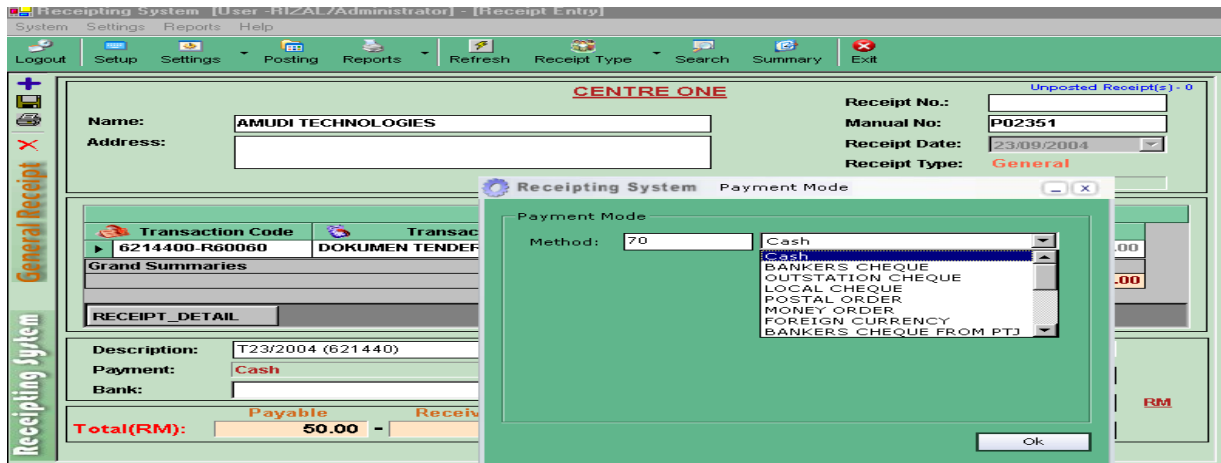 Receipting System [User -RIZAL/Administrator] - [Receipt Entry]
System Settings Reports Help
Logout Setup Settings Posting Reports Refresh Receipt Type Search Summary Exit
CENTRE ONE
Unposted Receipt(s) - 0
Receipt No.:
Name: AMUDI TECHNOLOGIES
Manual No: P02351
Address:
Receipt Date: 23/09/2004
Receipt Type: General
General Receipt
Receipting System
Receipting System Payment Mode
Payment Mode
Method: 70 Cash
Cash
BANKERS CHEQUE
OUTSTATION CHEQUE
LOCAL CHEQUE
POSTAL ORDER
MONEY ORDER
FOREIGN CURRENCY
BANKERS CHEQUE FROM PTJ
Ok
Transaction Code Transac
6214400-R60060 DOKUMEN TENDER .00
Grand Summaries
.00
RECEIPT_DETAIL
Description: T23/2004 (621440)
Payment: Cash
Bank:
RM
Payable Receiv
Total(RM): 50.00 -